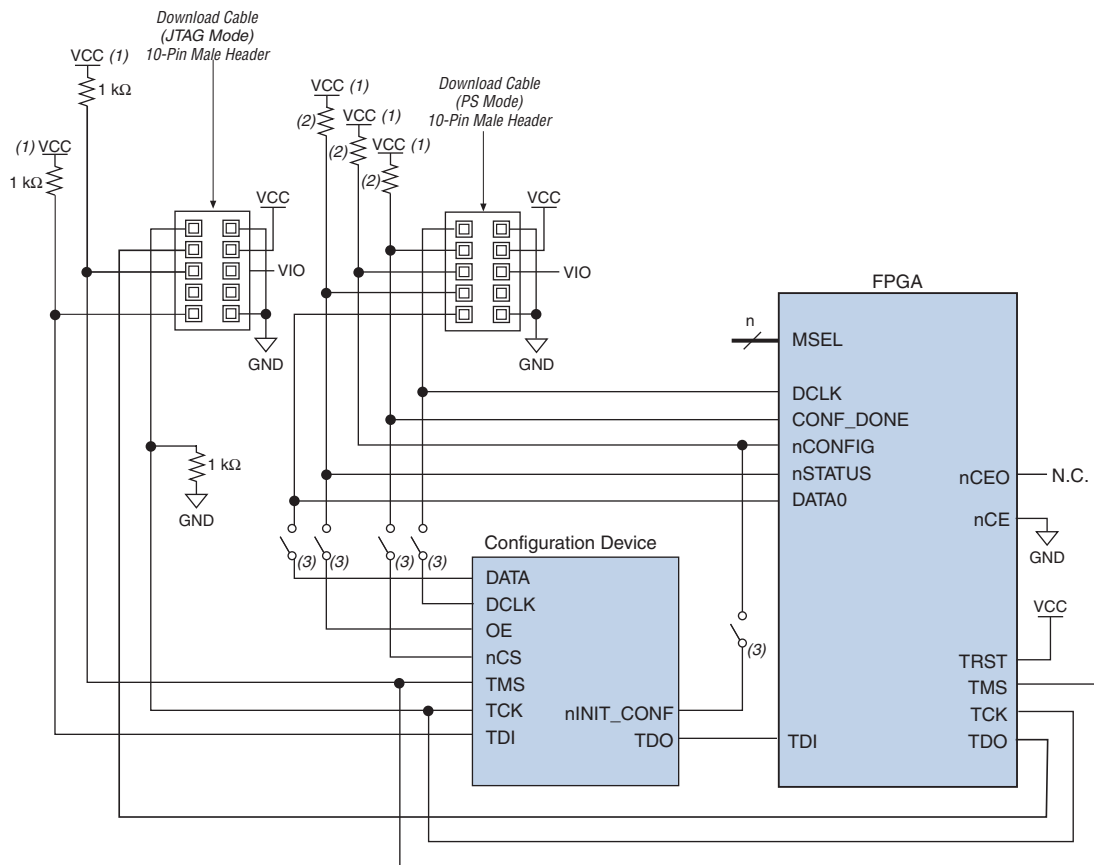 Download Cable
(JTAG Mode)
10-Pin Male Header
VCC (1)
1 kΩ
(1) VCC
1 kΩ
VCC
VIO
GND
1 kΩ
GND
Download Cable
(PS Mode)
10-Pin Male Header
VCC (1)
(2)
VCC (1)
(2)
VCC (1)
(2)
VCC
VIO
GND
FPGA
n
MSEL
DCLK
CONF_DONE
nCONFIG
nSTATUS
DATA0
nCEO
N.C.
nCE
GND
VCC
TRST
TMS
TCK
TDO
TDI
(3)
(3)
(3)
(3)
(3)
Configuration Device
DATA
DCLK
OE
nCS
TMS
TCK
TDI
nINIT_CONF
TDO